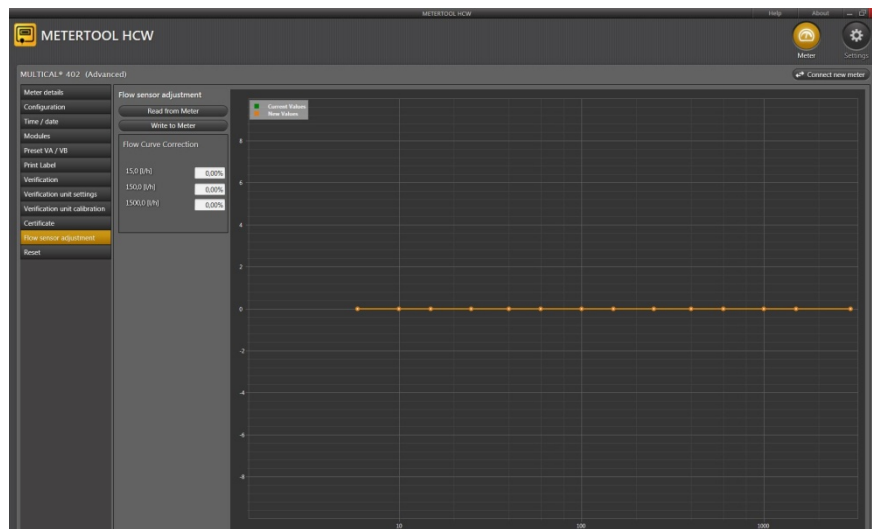 METERTOOL HCW
Help
About
METERTOOL HCW
Meter
Settings
MULTICAL® 402 (Advanced)
Connect new meter
Meter details
Configuration
Time / date
Modules
Preset VA / VB
Print Label
Verification
Verification unit settings
Verification unit calibration
Certificate
Flow sensor adjustment
Reset
Flow sensor adjustment
Read from Meter
Write to Meter
Flow Curve Correction
15,0 [l/h] 0,00%
150,0 [l/h] 0,00%
1500,0 [l/h] 0,00%
Current Values
New Values
8
6
4
2
0
-2
-4
-6
-8
10 100 1000